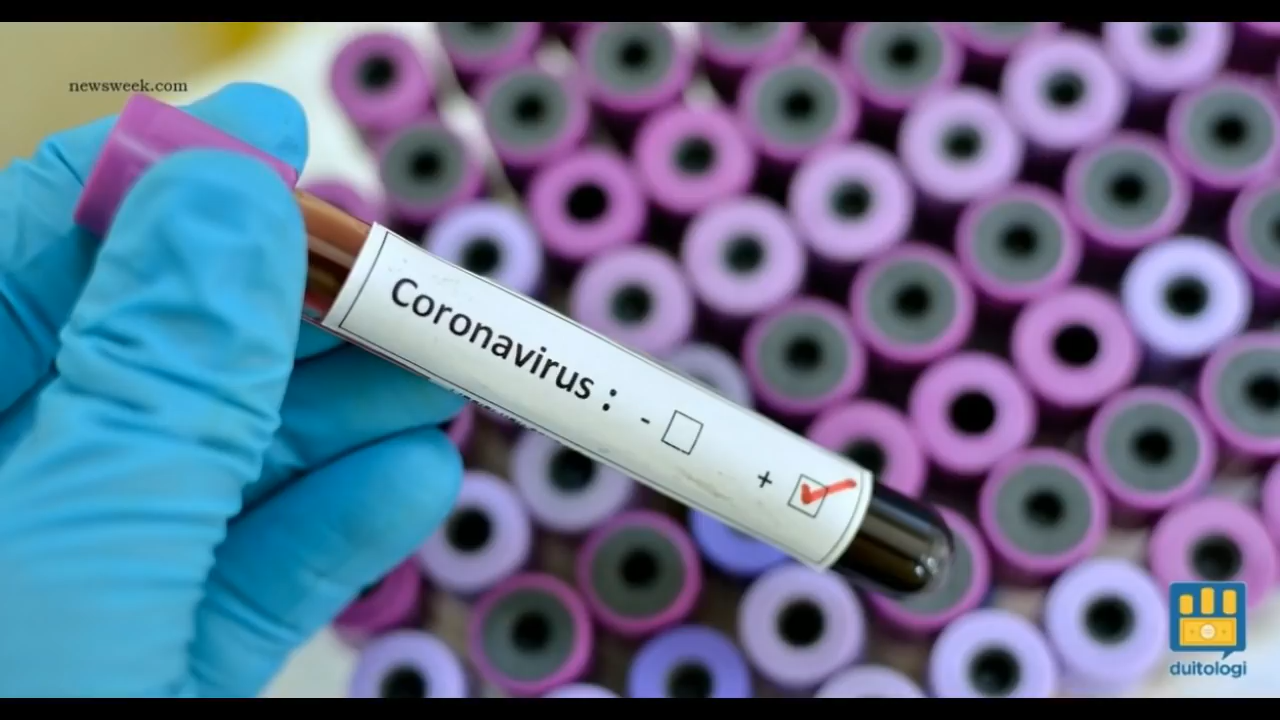 newsweek.com
Coronavirus :
- □
+ ☑
duitologi